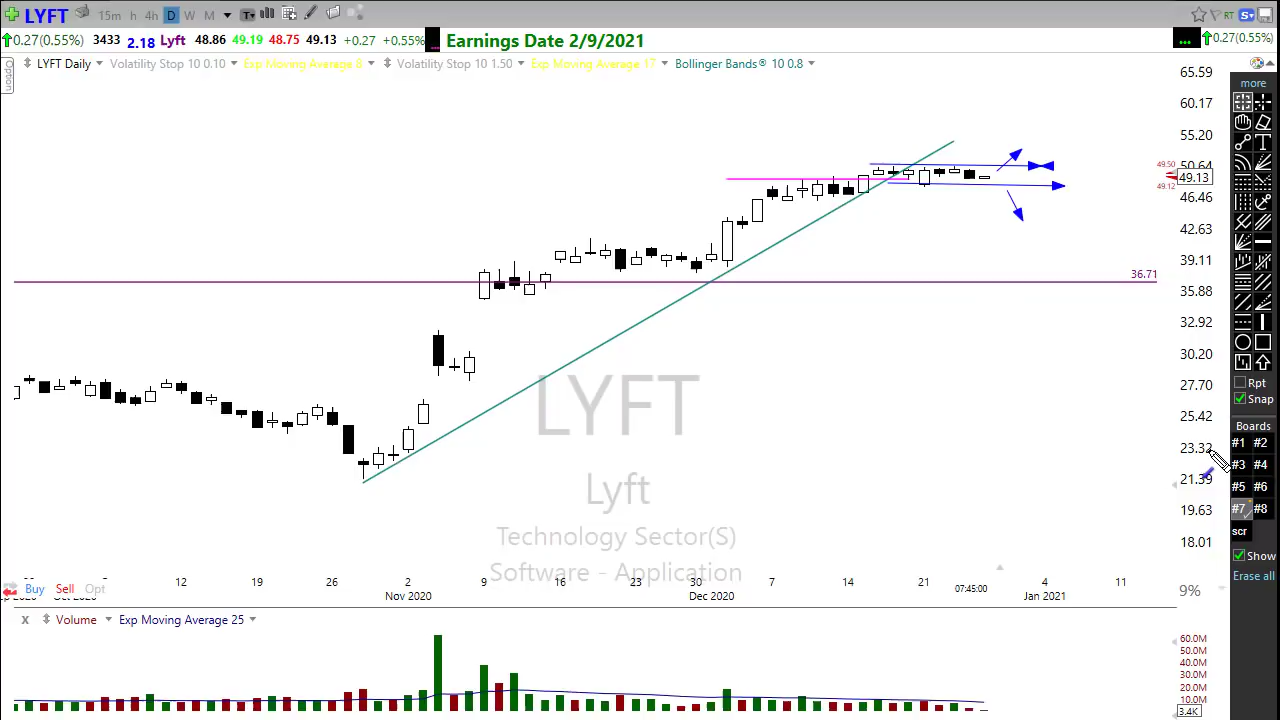 LYFT 15m h 4h D W M T RT S
0.27(0.55%) 3433 2.18 Lyft 48.86 49.19 48.75 49.13 +0.27 +0.55% ... Earnings Date 2/9/2021 ... 0.27(0.55%)
Option
LYFT Daily Volatility Stop 10 0.10 Exp Moving Average 8 Volatility Stop 10 1.50 Exp Moving Average 17 Bollinger Bands® 10 0.8
65.59
60.17
55.20
50.64
49.50
49.13
49.12
46.46
42.63
39.11
36.71
35.88
32.92
30.20
27.70
25.42
23.32
21.39
19.63
18.01
LYFT
Lyft
Technology Sector(S)
Software - Application
12 19 26 2 9 16 23 30 7 14 21 4 11
Buy Sell Opt Nov 2020 Dec 2020 07:45:00 Jan 2021 9%
x Volume Exp Moving Average 25
60.0M
50.0M
40.0M
30.0M
20.0M
10.0M
3.4K
more
T
Rpt
Snap
Boards
#1 #2
#3 #4
#5 #6
#7 #8
scr
Show
Erase all